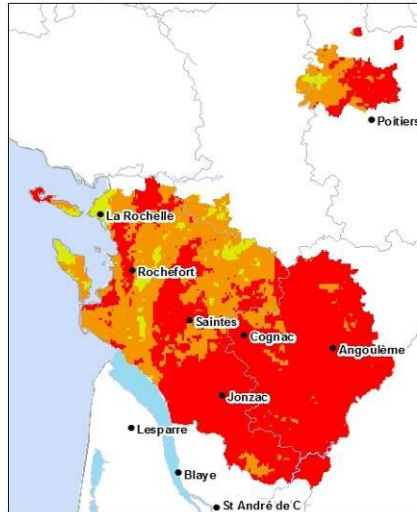 Poitiers
La Rochelle
Rochefort
Saintes
Cognac
Angoulême
Jonzac
Lesparre
Blaye
St André de C